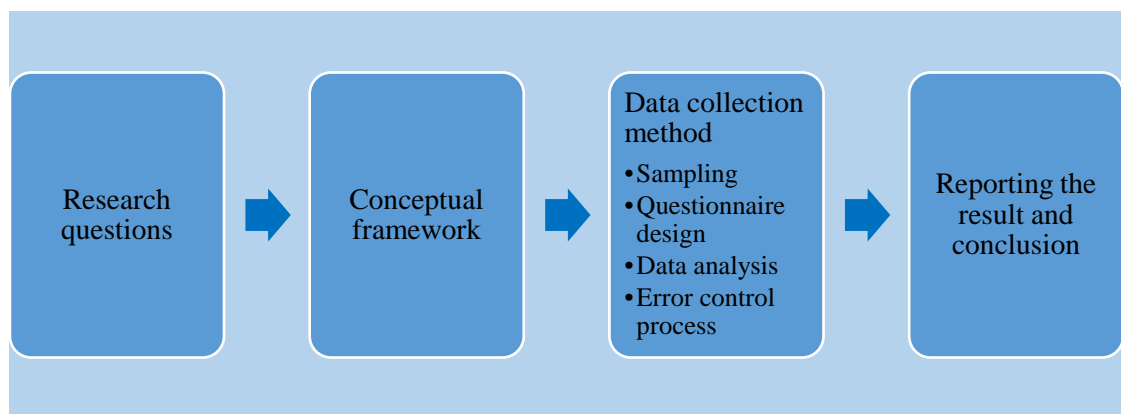 Research
questions
Conceptual
framework
Data collection
method
•Sampling
•Questionnaire
design
•Data analysis
•Error control
process
Reporting the
result and
conclusion